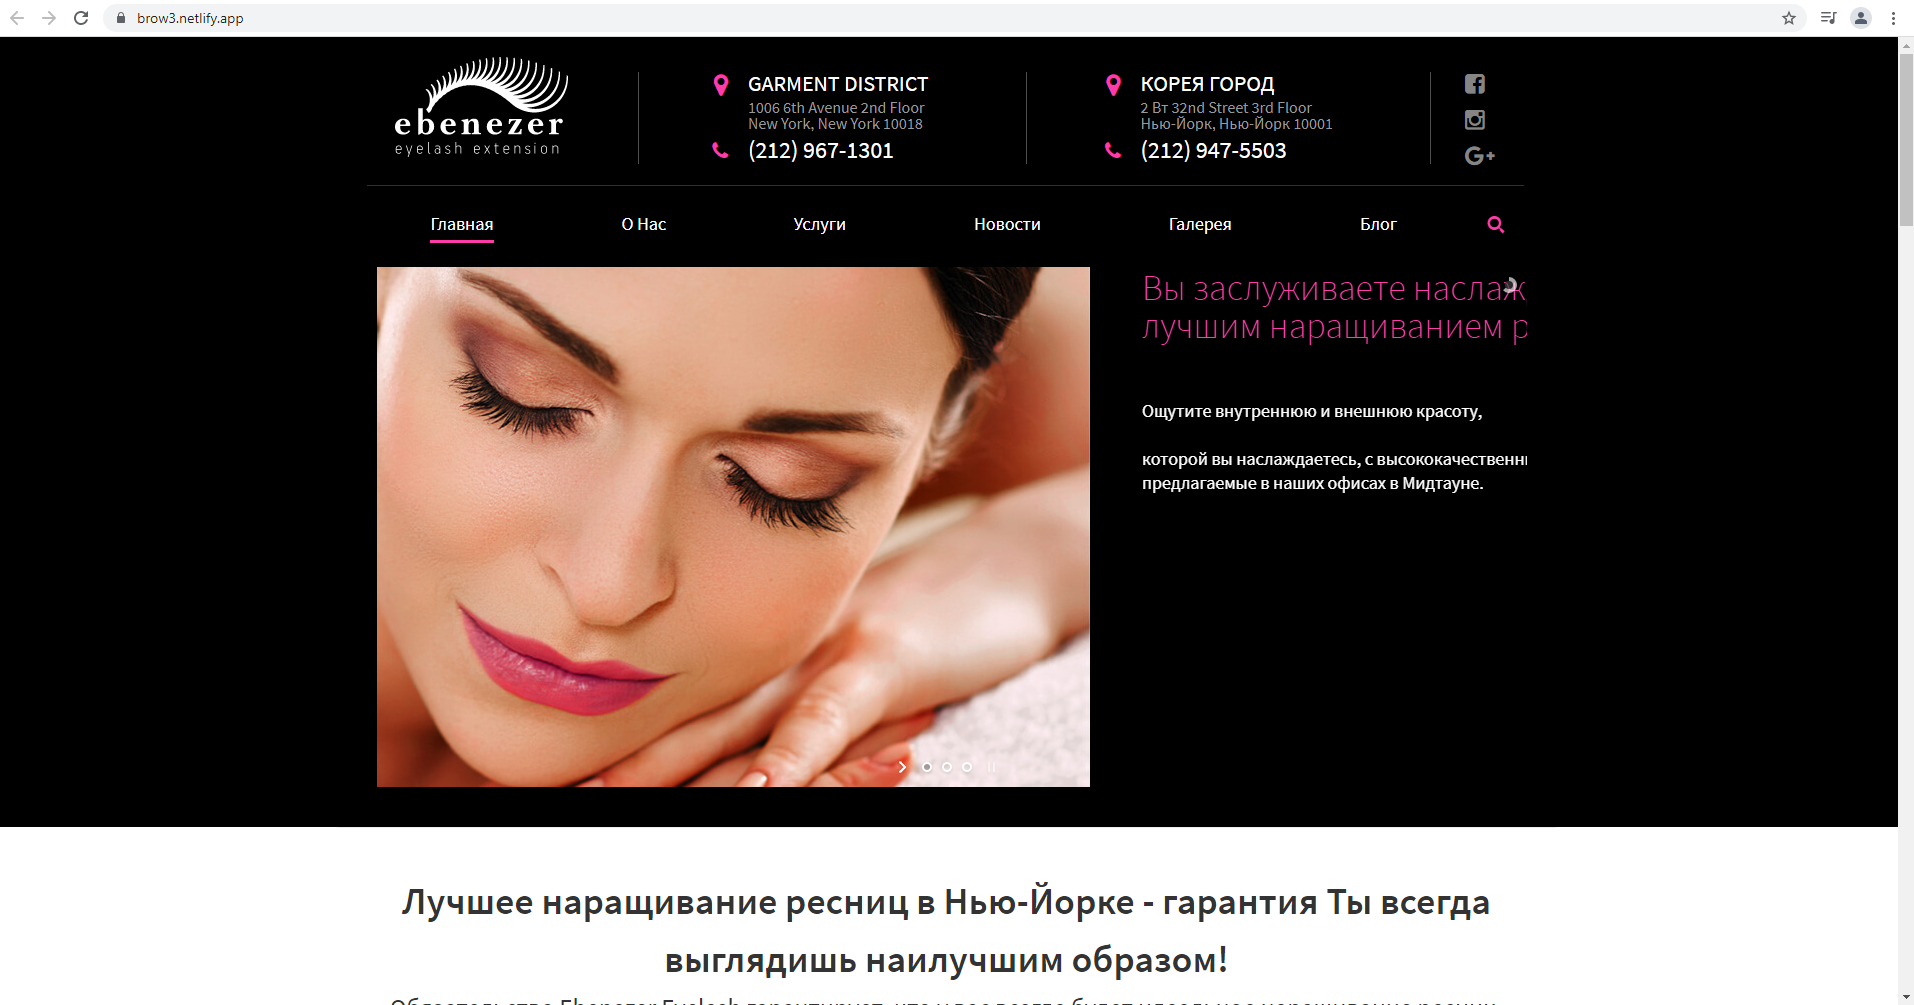 brow3.netlify.app
ebenezer
eyelash extension
GARMENT DISTRICT
1006 6th Avenue 2nd Floor
New York, New York 10018
(212) 967-1301
КОРЕЯ ГОРОД
2 Вт 32nd Street 3rd Floor
Нью-Йорк, Нью-Йорк 10001
(212) 947-5503
G+
Главная
О Нас
Услуги
Новости
Галерея
Блог
Вы заслуживаете наслаж
лучшим наращиванием р
Ощутите внутреннюю и внешнюю красоту,
которой вы наслаждаетесь, с высококачественн
предлагаемые в наших офисах в Мидтауне.
Лучшее наращивание ресниц в Нью-Йорке - гарантия Ты всегда
выглядишь наилучшим образом!